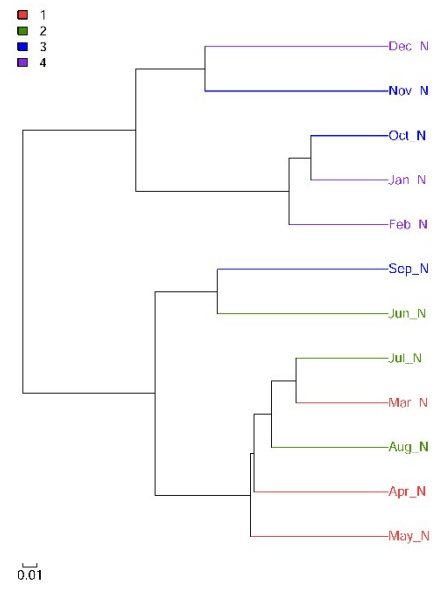 1
2
3
4
Dec_N
Nov_N
Oct_N
Jan_N
Feb_N
Sep_N
Jun_N
Jul_N
Mar_N
Aug_N
Apr_N
May_N
0.01